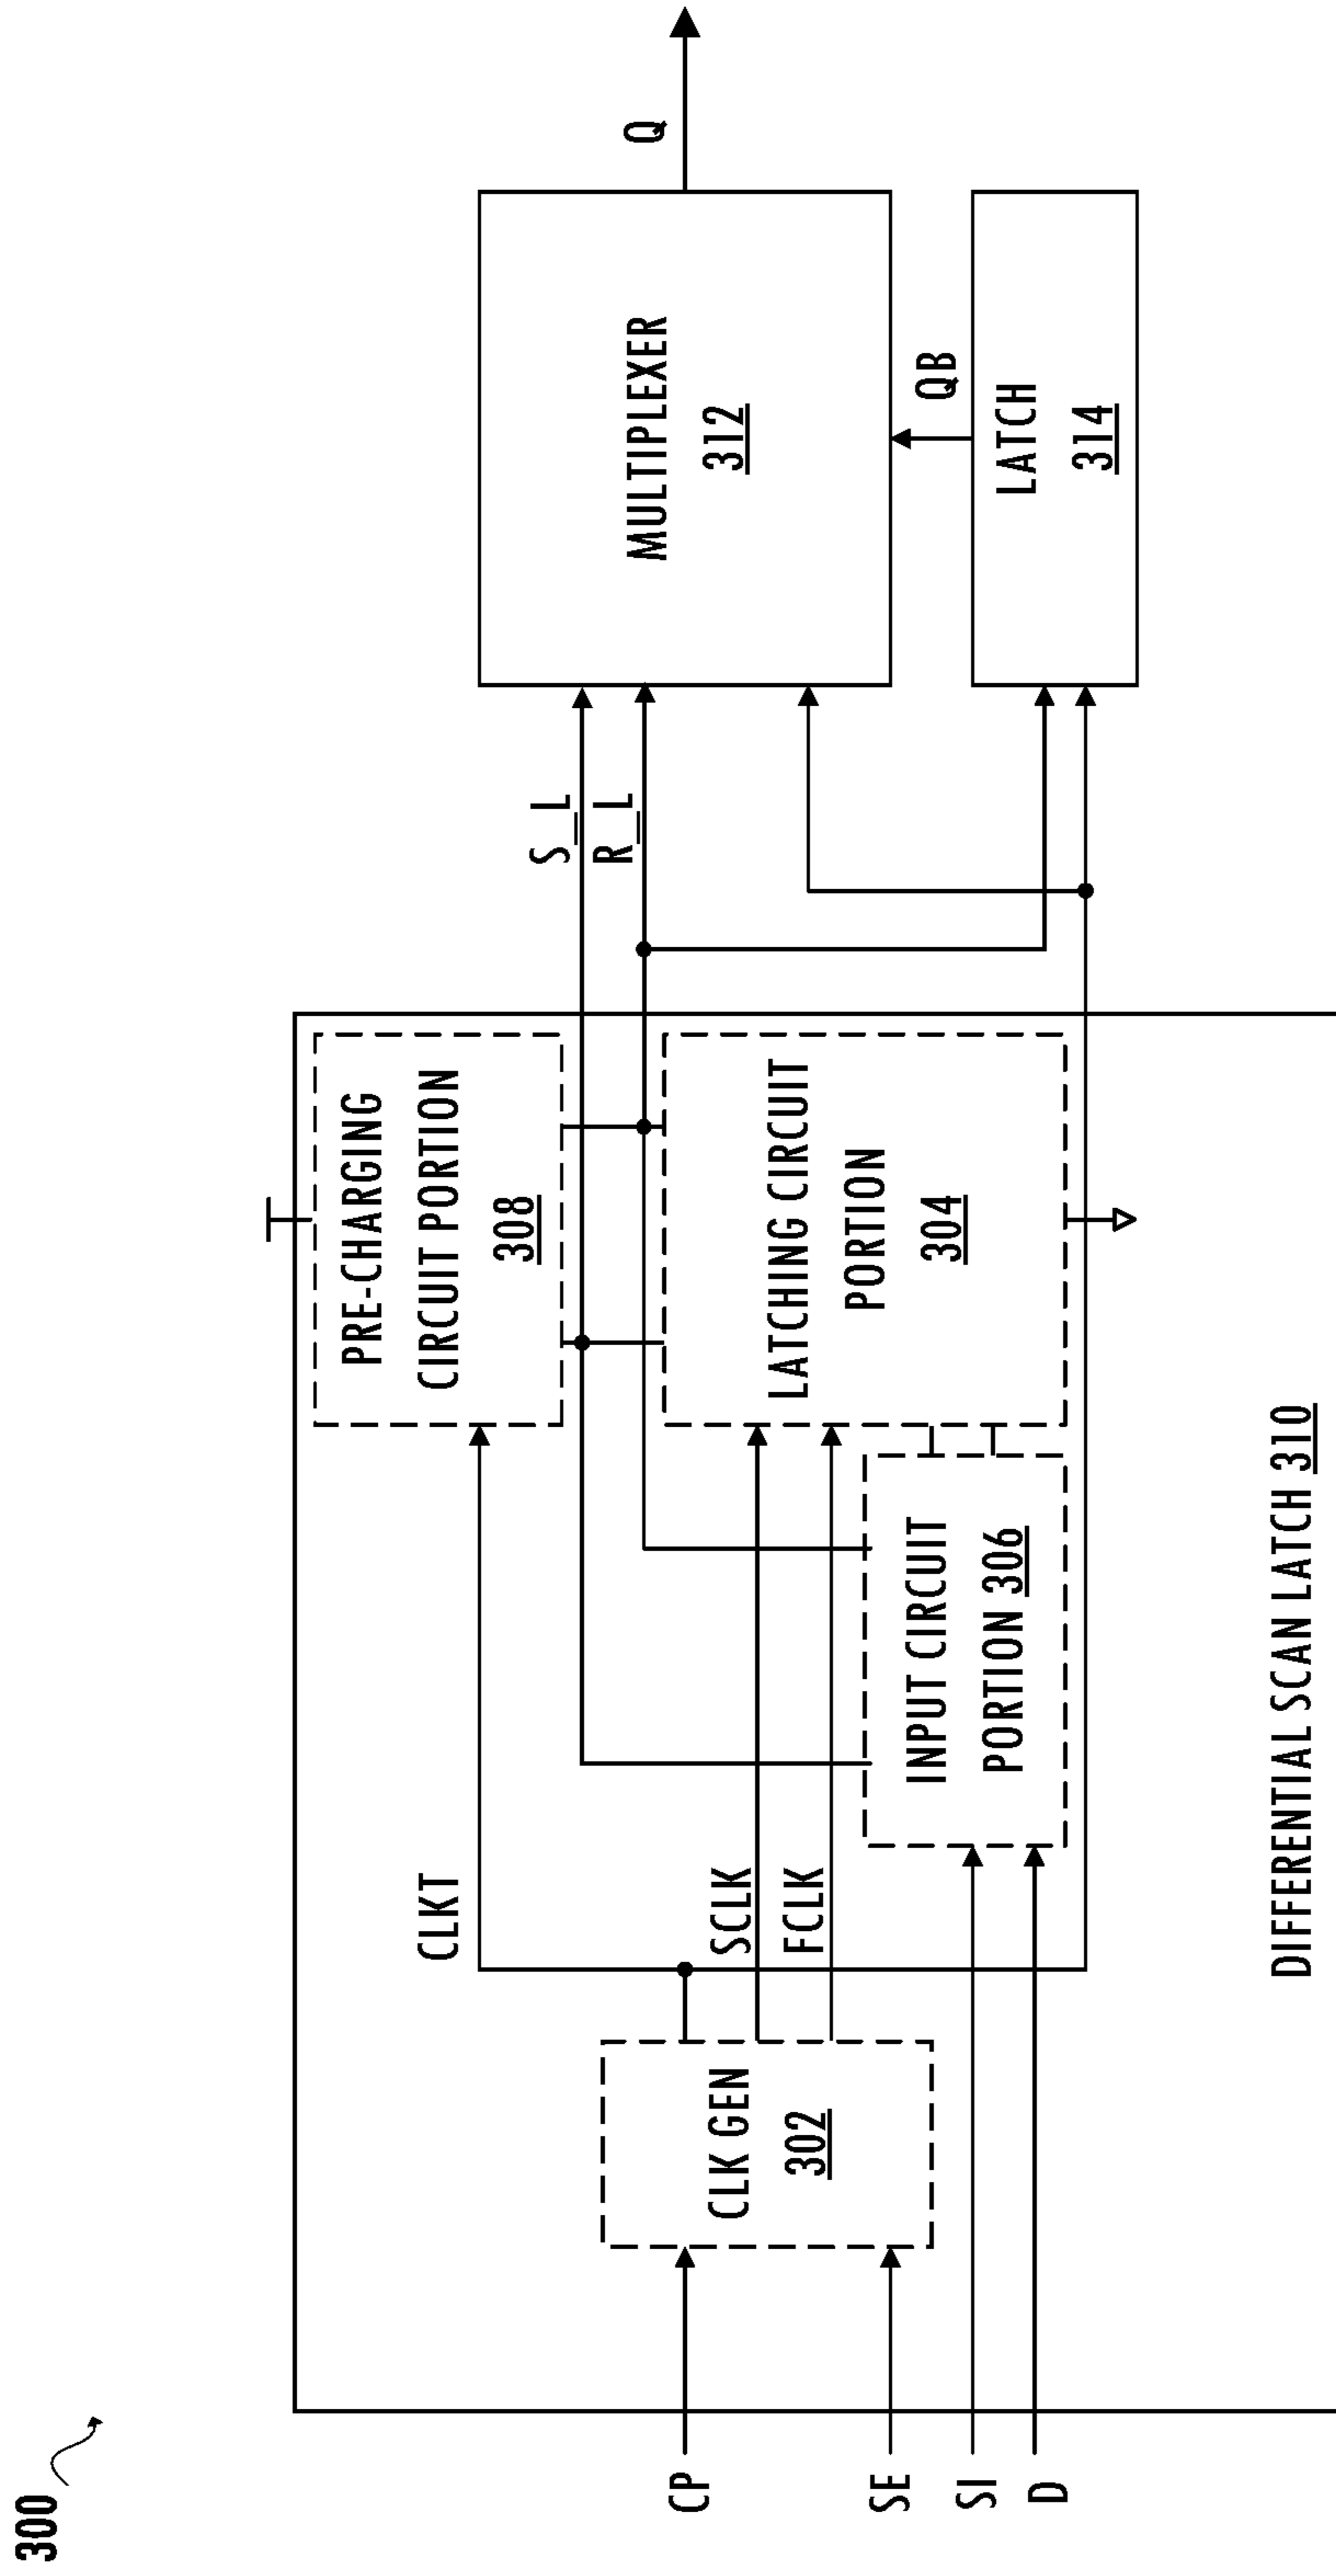 300
CP
SE
SI
D
CLK GEN
302
CLKT
SCLK
FCLK
PRE-CHARGING
CIRCUIT PORTION
308
LATCHING CIRCUIT
PORTION
304
INPUT CIRCUIT
PORTION 306
DIFFERENTIAL SCAN LATCH 310
S_L
R_L
MULTIPLEXER
312
QB
LATCH
314
Q